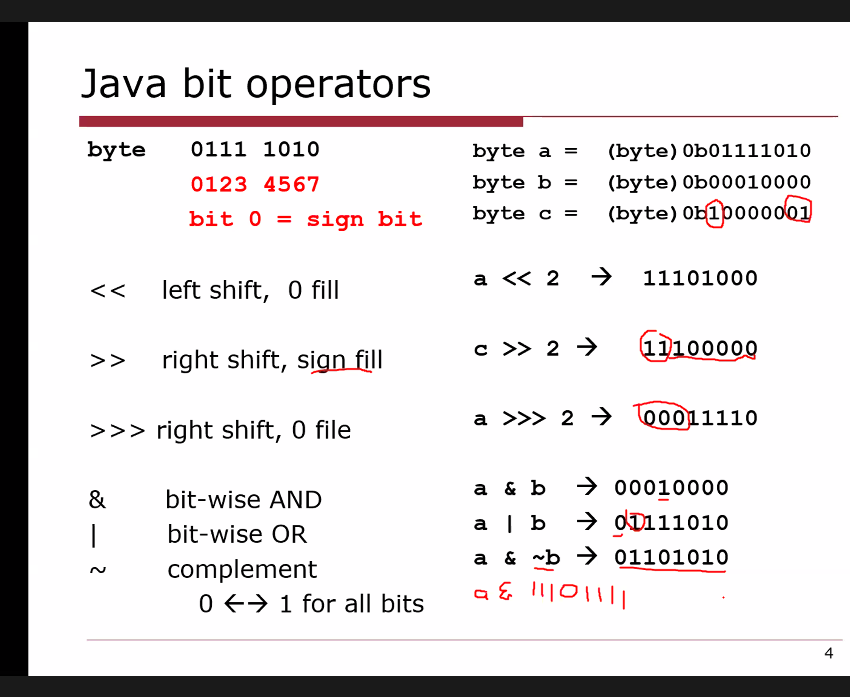 Java bit operators
byte 0111 1010
0123 4567
bit 0 = sign bit
<< left shift, 0 fill
>> right shift, sign fill
>>> right shift, 0 file
& bit-wise AND
| bit-wise OR
~ complement
0 ←→ 1 for all bits
byte a = (byte)0b01111010
byte b = (byte)0b00010000
byte c = (byte)0b10000001
a << 2 → 11101000
c >> 2 → 11100000
a >>> 2 → 00011110
a & b → 00010000
a | b → 01111010
a & ~b → 01101010
a & 11101111
4